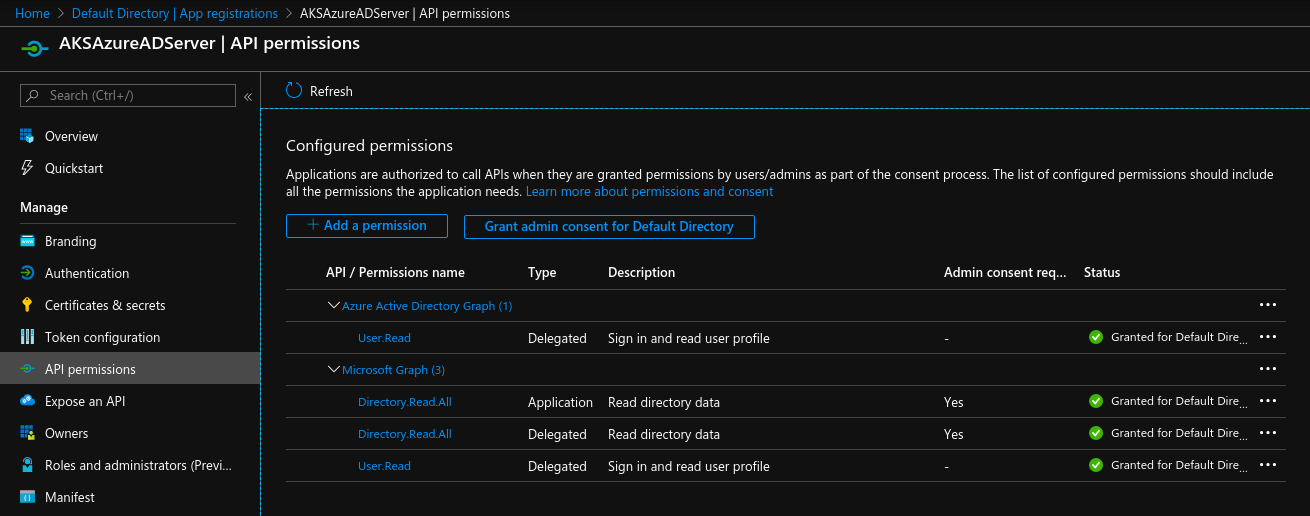 Home > Default Directory | App registrations > AKSAzureADServer | API permissions
AKSAzureADServer | API permissions
Search (Ctrl+/)
«
Refresh
Overview
Quickstart
Manage
Branding
Authentication
Certificates & secrets
Token configuration
API permissions
Expose an API
Owners
Roles and administrators (Previ...
Manifest
Configured permissions
Applications are authorized to call APIs when they are granted permissions by users/admins as part of the consent process. The list of configured permissions should include
all the permissions the application needs. Learn more about permissions and consent
+ Add a permission
Grant admin consent for Default Directory
API / Permissions name Type Description Admin consent req... Status
Azure Active Directory Graph (1) ...
User.Read Delegated Sign in and read user profile - Granted for Default Dire... ...
Microsoft Graph (3) ...
Directory.Read.All Application Read directory data Yes Granted for Default Dire... ...
Directory.Read.All Delegated Read directory data Yes Granted for Default Dire... ...
User.Read Delegated Sign in and read user profile - Granted for Default Dire... ...